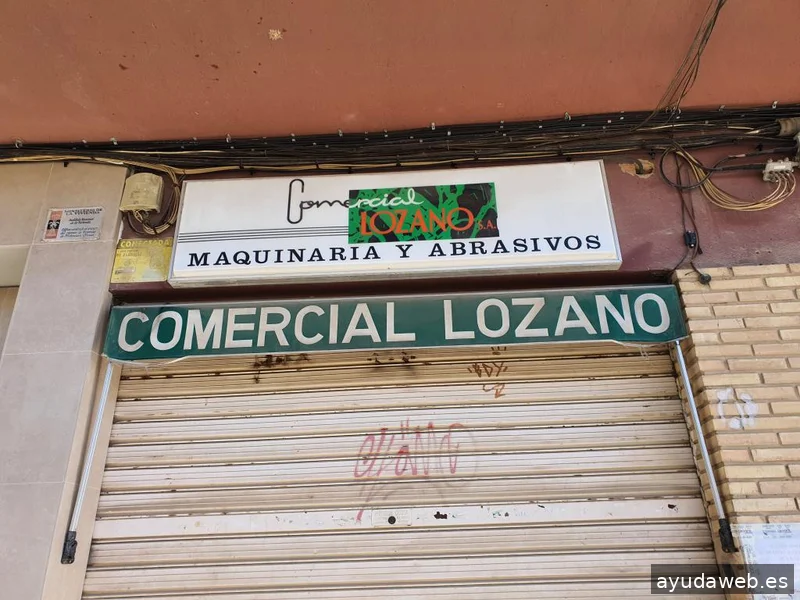 Comercial
LOZANO S.A.
MAQUINARIA Y ABRASIVOS
COMERCIAL LOZANO
ayudaweb.es